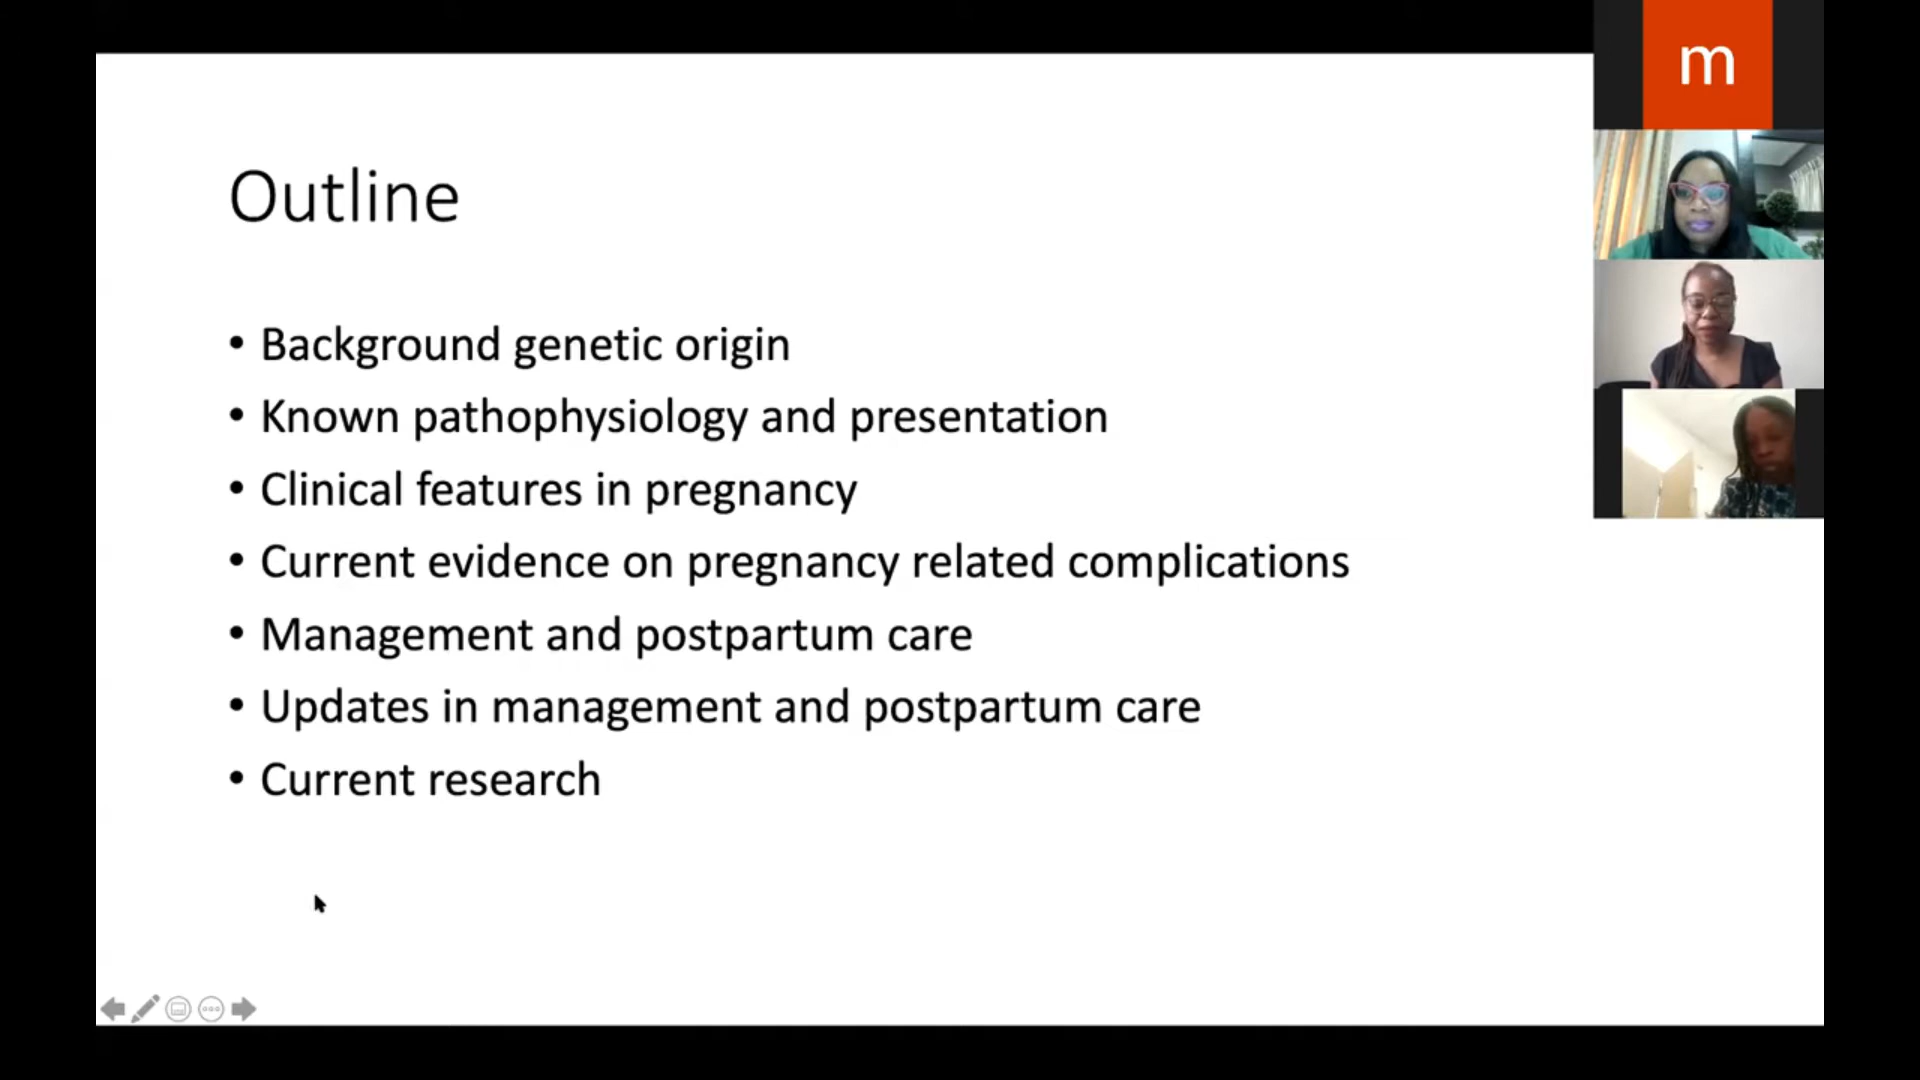 m
Outline
• Background genetic origin
• Known pathophysiology and presentation
• Clinical features in pregnancy
• Current evidence on pregnancy related complications
• Management and postpartum care
• Updates in management and postpartum care
• Current research